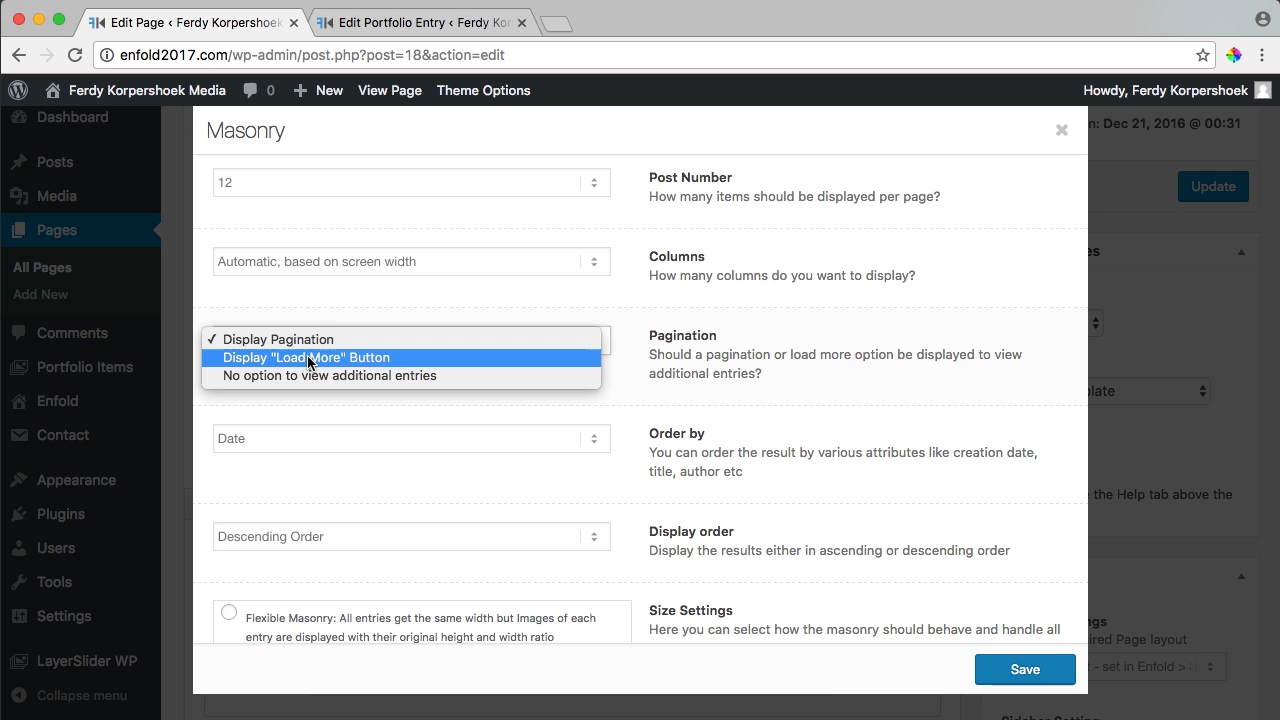 Edit Page ‹ Ferdy Korpershoek
Edit Portfolio Entry ‹ Ferdy Kor
enfold2017.com/wp-admin/post.php?post=18&action=edit
Ferdy Korpershoek Media
0
New
View Page
Theme Options
Howdy, Ferdy Korpershoek
Dashboard
Posts
Media
Pages
All Pages
Add New
Comments
Portfolio Items
Enfold
Contact
Appearance
Plugins
Users
Tools
Settings
LayerSlider WP
Collapse menu
Masonry
12
Post Number
How many items should be displayed per page?
Automatic, based on screen width
Columns
How many columns do you want to display?
✓ Display Pagination
Display "Load More" Button
No option to view additional entries
Pagination
Should a pagination or load more option be displayed to view
additional entries?
Date
Order by
You can order the result by various attributes like creation date,
title, author etc
Descending Order
Display order
Display the results either in ascending or descending order
Flexible Masonry: All entries get the same width but Images of each
entry are displayed with their original height and width ratio
Size Settings
Here you can select how the masonry should behave and handle all
Save
n: Dec 21, 2016 @ 00:31
Update
es
late
the Help tab above the
ngs
ired Page layout
t - set in Enfold >